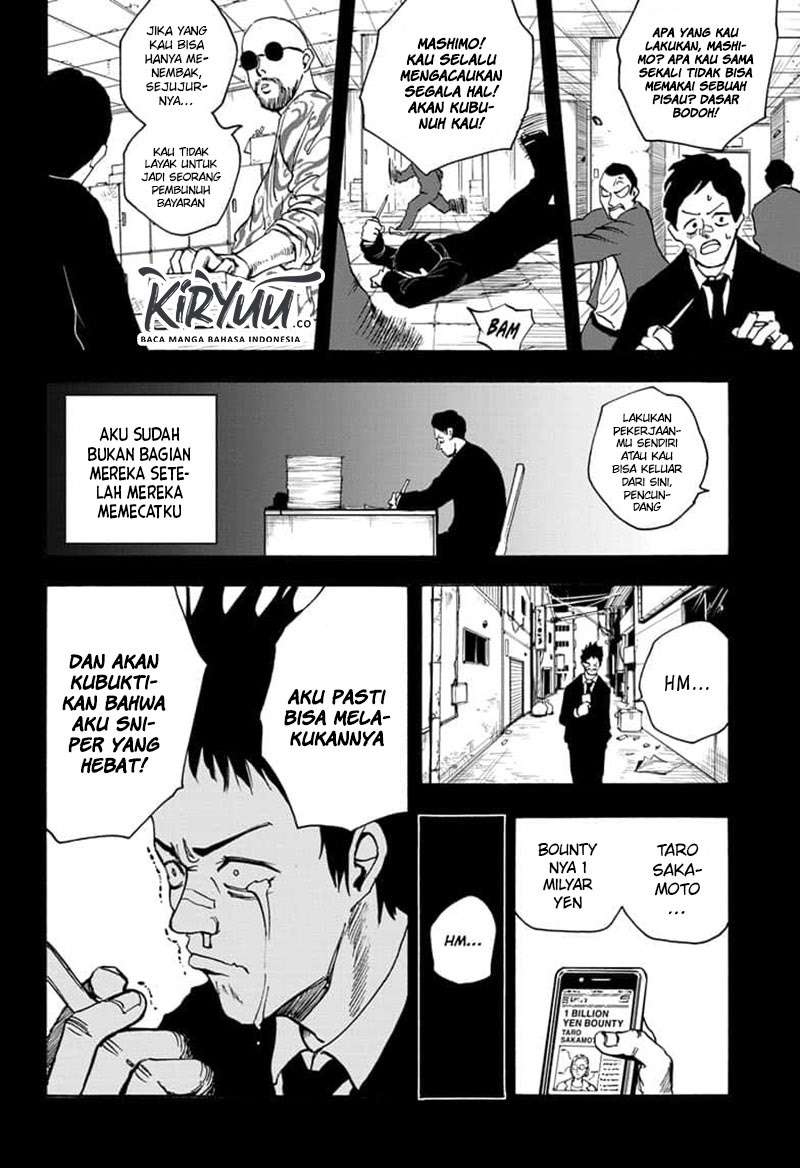 APA YANG KAU
LAKUKAN, MASHI-
MO? APA KAU SAMA
SEKALI TIDAK BISA
MEMAKAI SEBUAH
PISAU? DASAR
BODOH!
MASHIMO!
KAU SELALU
MENGACAUKAN
SEGALA HAL!
AKAN KUBU-
NUH KAU!
BAM
JIKA YANG
KAU BISA
HANYA ME-
NEMBAK,
SEJUJUR-
NYA...
KAU TIDAK
LAYAK UNTUK
JADI SEORANG
PEMBUNUH
BAYARAN
KIRYUU.CO
BACA MANGA BAHASA INDONESIA
LAKUKAN
PEKERJAAN-
MU SENDIRI
ATAU KAU
BISA KELUAR
DARI SINI,
PENCUN-
DANG
AKU SUDAH
BUKAN BAGIAN
MEREKA SETE-
LAH MEREKA
MEMECATKU
HM...
TARO
SAKA-
MOTO
...
BOUNTY
NYA 1
MILYAR
YEN
1 BILLION
YEN BOUNTY
TARO
SAKAMOT
HM...
AKU PASTI
BISA MELA-
KUKANNYA
DAN AKAN
KUBUKTI-
KAN BAHWA
AKU SNI-
PER YANG
HEBAT!